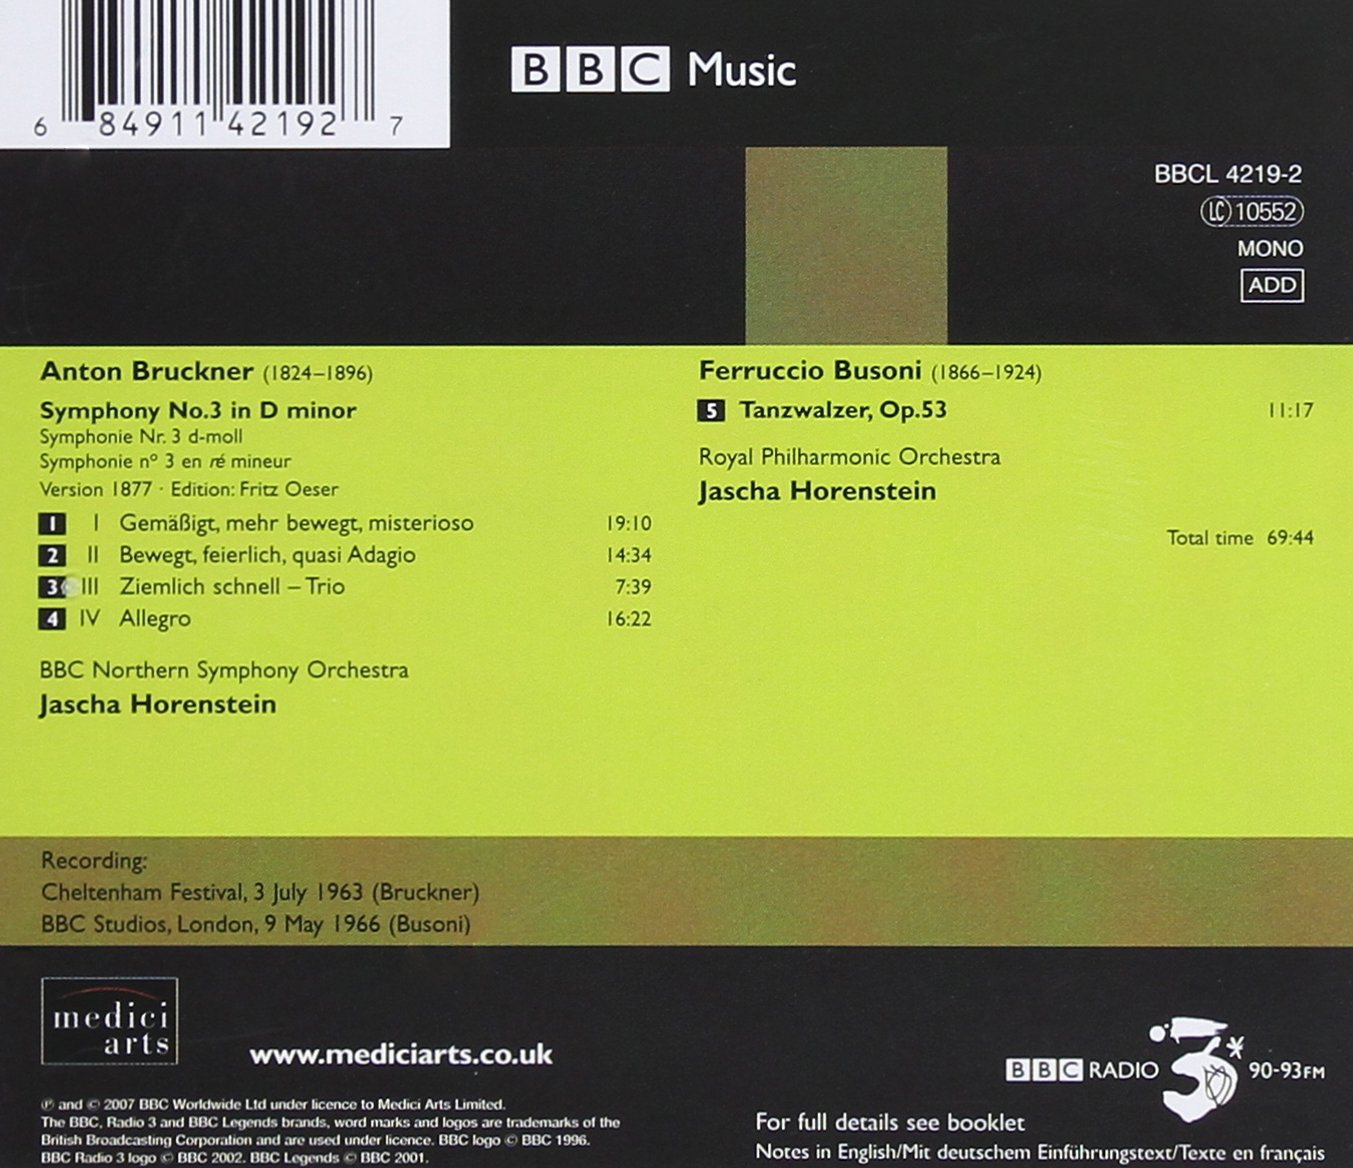 6 84911 42192 7
BBC Music
BBCL 4219-2
LC 10552
MONO
ADD
Anton Bruckner (1824–1896)
Symphony No.3 in D minor
Symphonie Nr. 3 d-moll
Symphonie nº 3 en ré mineur
Version 1877 · Edition: Fritz Oeser
1 I Gemäßigt, mehr bewegt, misterioso 19:10
2 II Bewegt, feierlich, quasi Adagio 14:34
3 III Ziemlich schnell – Trio 7:39
4 IV Allegro 16:22
BBC Northern Symphony Orchestra
Jascha Horenstein
Ferruccio Busoni (1866–1924)
5 Tanzwalzer, Op.53 11:17
Royal Philharmonic Orchestra
Jascha Horenstein
Total time 69:44
Recording:
Cheltenham Festival, 3 July 1963 (Bruckner)
BBC Studios, London, 9 May 1966 (Busoni)
medici
arts
www.mediciarts.co.uk
BBC RADIO 3 90-93FM
℗ and © 2007 BBC Worldwide Ltd under licence to Medici Arts Limited.
The BBC, Radio 3 and BBC Legends brands, word marks and logos are trademarks of the
British Broadcasting Corporation and are used under licence. BBC logo © BBC 1996.
BBC Radio 3 logo © BBC 2002. BBC Legends © BBC 2001.
For full details see booklet
Notes in English/Mit deutschem Einführungstext/Texte en français